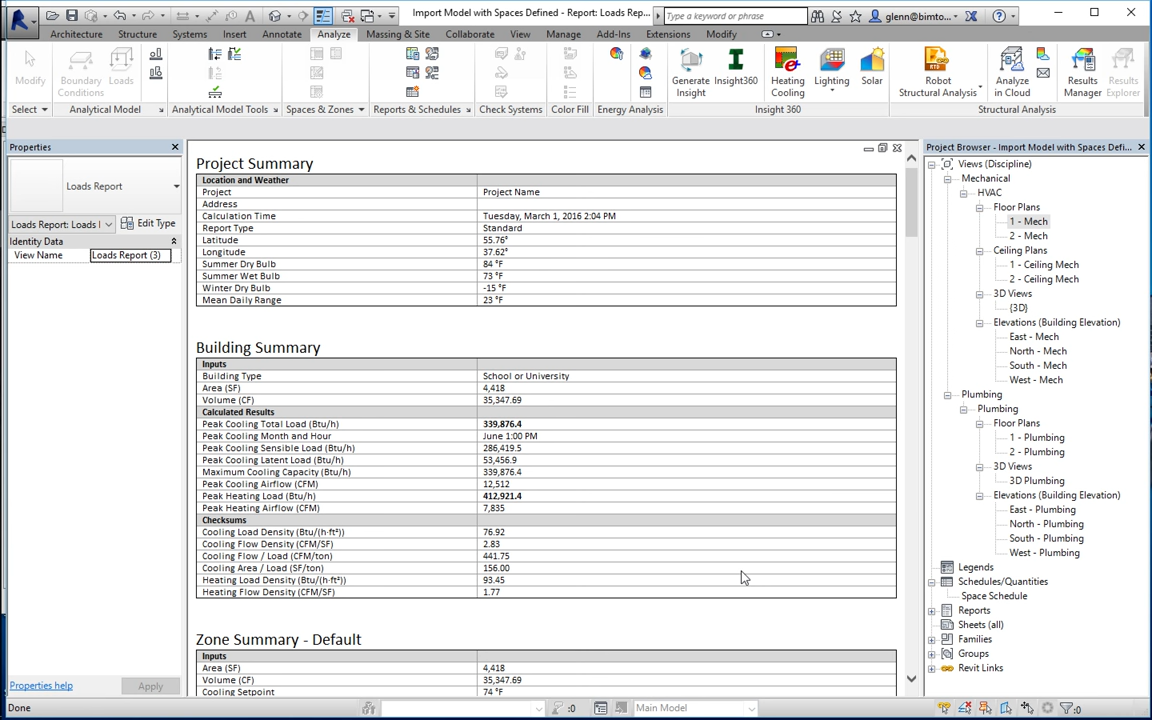 Import Model with Spaces Defined - Report: Loads Rep...
Type a keyword or phrase
glenn@bimto...
Architecture Structure Systems Insert Annotate Analyze Massing & Site Collaborate View Manage Add-Ins Extensions Modify
Modify
Boundary Conditions
Loads
Generate Insight
Insight360
Heating Cooling
Lighting
Solar
Robot Structural Analysis
Analyze in Cloud
Results Manager
Results Explorer
Select Analytical Model Analytical Model Tools Spaces & Zones Reports & Schedules Check Systems Color Fill Energy Analysis Insight 360 Structural Analysis
Properties
Loads Report
Loads Report: Loads
Edit Type
Identity Data
View Name Loads Report (3)
Properties help
Apply
Project Summary
Location and Weather
Project Project Name
Address
Calculation Time Tuesday, March 1, 2016 2:04 PM
Report Type Standard
Latitude 55.76°
Longitude 37.62°
Summer Dry Bulb 84 °F
Summer Wet Bulb 73 °F
Winter Dry Bulb -15 °F
Mean Daily Range 23 °F
Building Summary
Inputs
Building Type School or University
Area (SF) 4,418
Volume (CF) 35,347.69
Calculated Results
Peak Cooling Total Load (Btu/h) 339,876.4
Peak Cooling Month and Hour June 1:00 PM
Peak Cooling Sensible Load (Btu/h) 286,419.5
Peak Cooling Latent Load (Btu/h) 53,456.9
Maximum Cooling Capacity (Btu/h) 339,876.4
Peak Cooling Airflow (CFM) 12,512
Peak Heating Load (Btu/h) 412,921.4
Peak Heating Airflow (CFM) 7,835
Checksums
Cooling Load Density (Btu/(h·ft²)) 76.92
Cooling Flow Density (CFM/SF) 2.83
Cooling Flow / Load (CFM/ton) 441.75
Cooling Area / Load (SF/ton) 156.00
Heating Load Density (Btu/(h·ft²)) 93.45
Heating Flow Density (CFM/SF) 1.77
Zone Summary - Default
Inputs
Area (SF) 4,418
Volume (CF) 35,347.69
Cooling Setpoint 74 °F
Project Browser - Import Model with Spaces Defi...
Views (Discipline)
Mechanical
HVAC
Floor Plans
1 - Mech
2 - Mech
Ceiling Plans
1 - Ceiling Mech
2 - Ceiling Mech
3D Views
{3D}
Elevations (Building Elevation)
East - Mech
North - Mech
South - Mech
West - Mech
Plumbing
Plumbing
Floor Plans
1 - Plumbing
2 - Plumbing
3D Views
3D Plumbing
Elevations (Building Elevation)
East - Plumbing
North - Plumbing
South - Plumbing
West - Plumbing
Legends
Schedules/Quantities
Space Schedule
Reports
Sheets (all)
Families
Groups
Revit Links
Done
:0
Main Model
:0